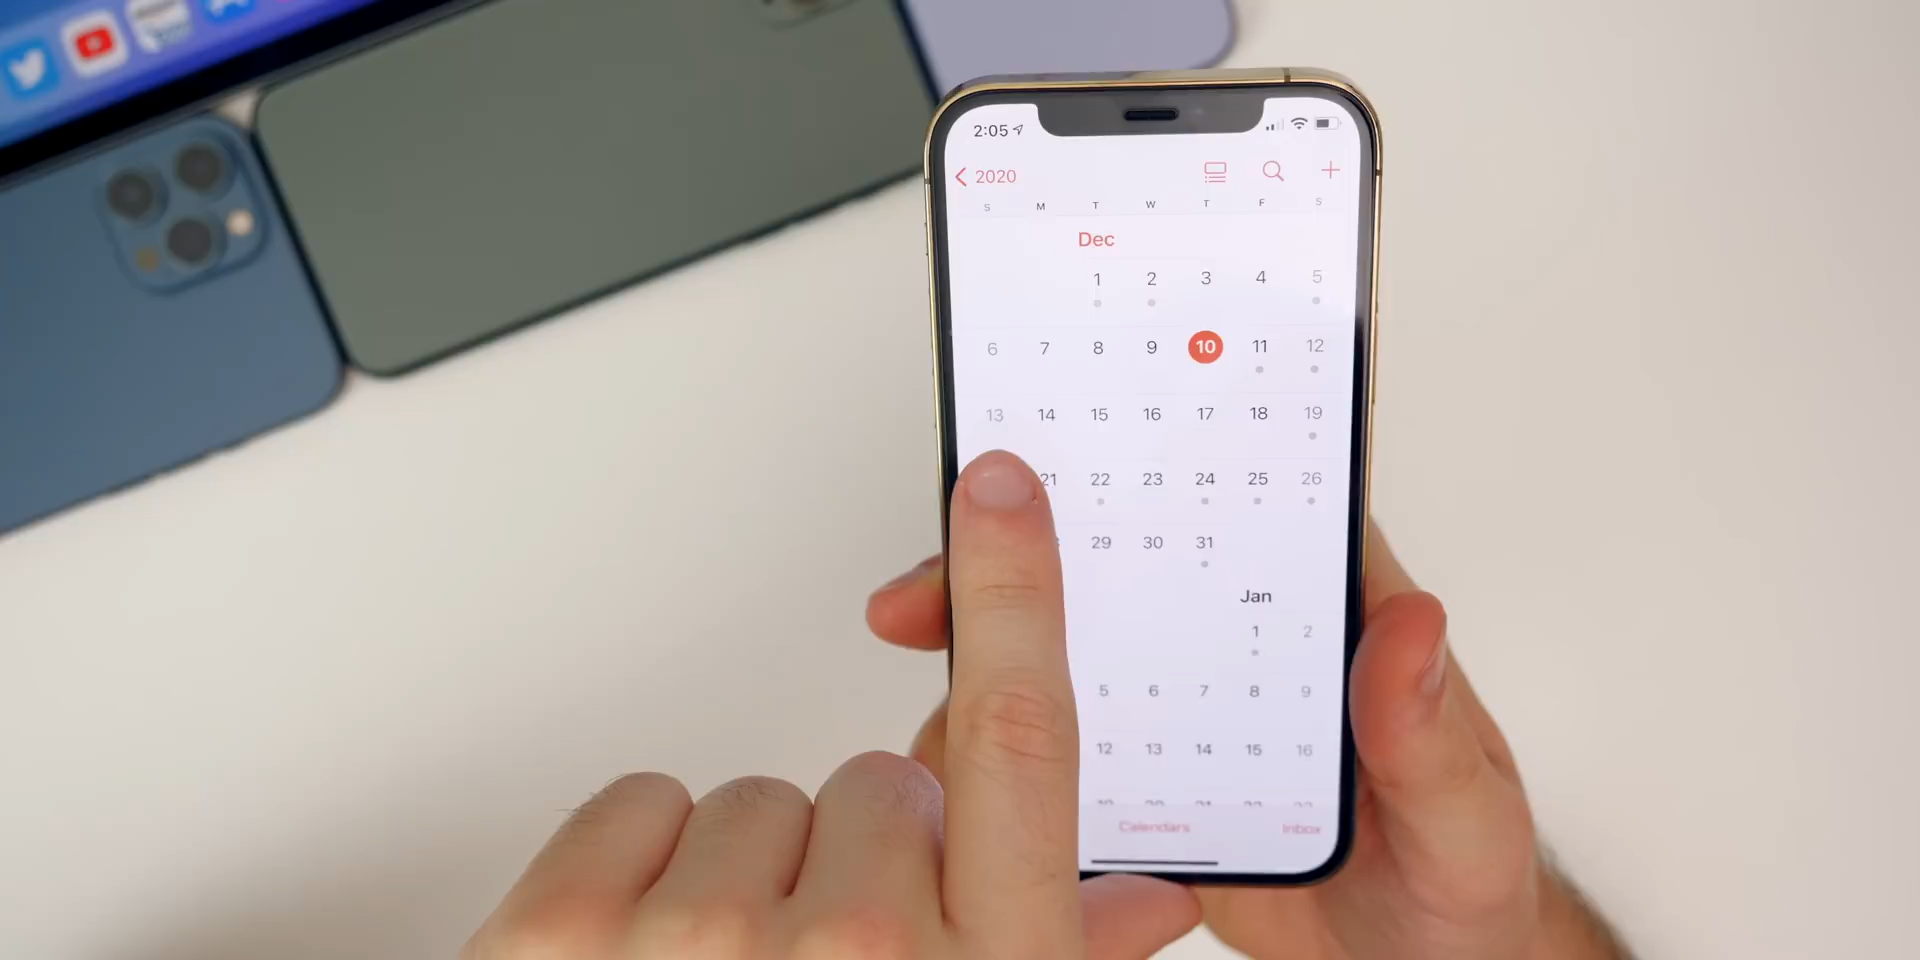 2:05
2020
S M T W T F S
Dec
1 2 3 4 5
6 7 8 9 10 11 12
13 14 15 16 17 18 19
21 22 23 24 25 26
29 30 31
Jan
1 2
5 6 7 8 9
12 13 14 15 16
Calendars Inbox